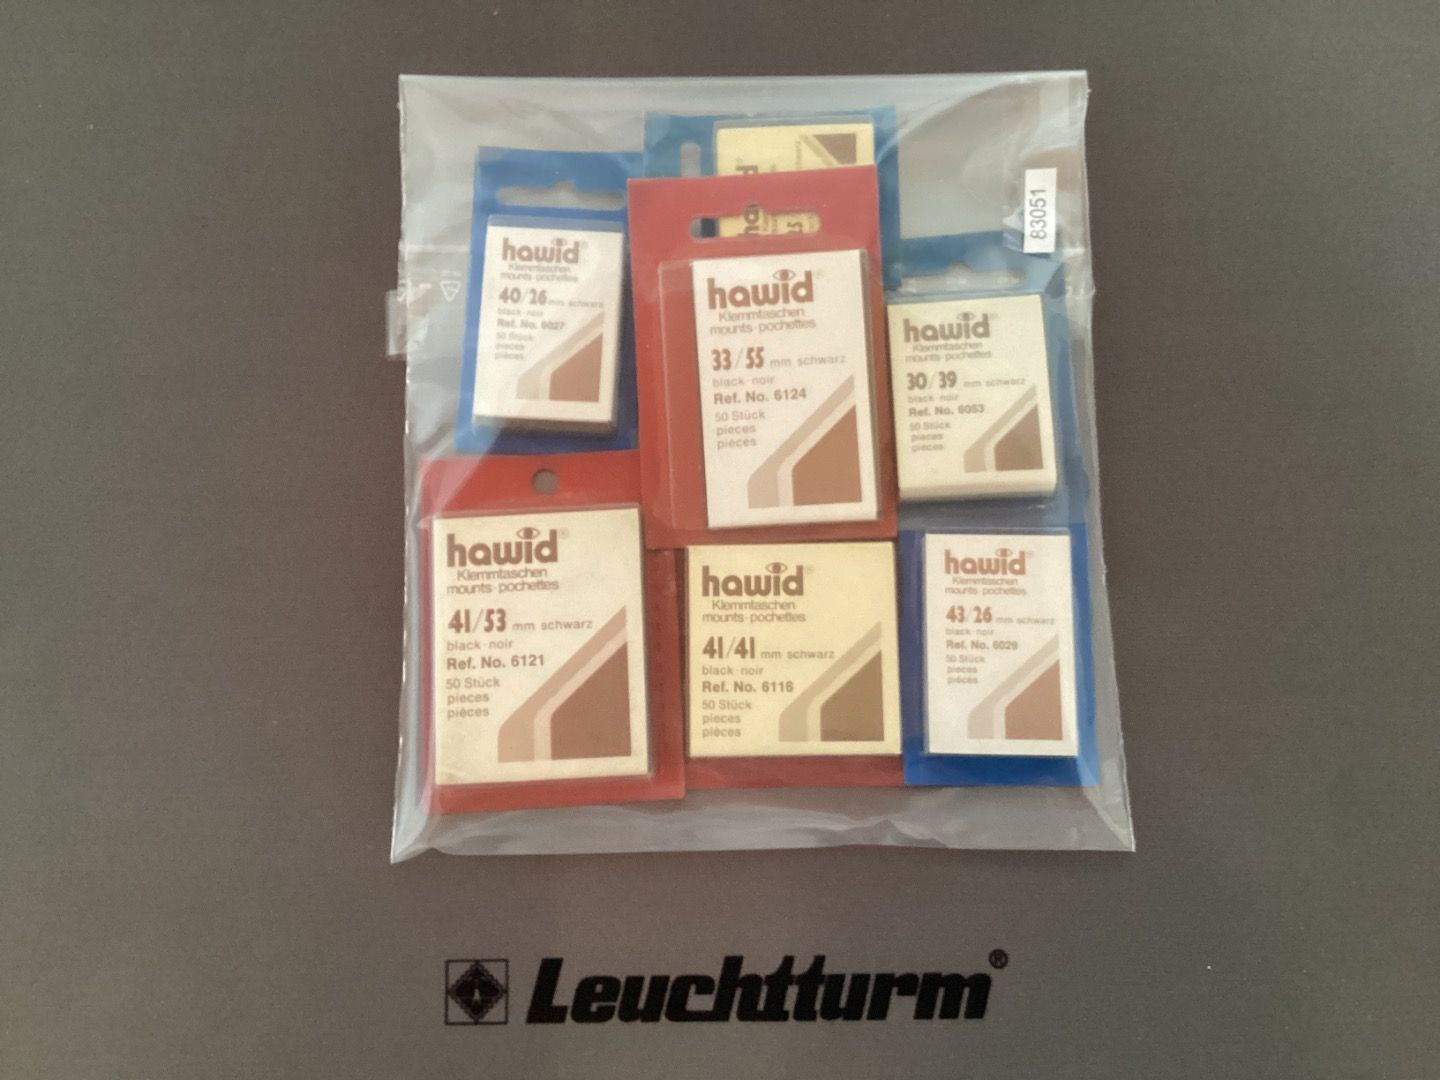 83051
hawid®
Klemmtaschen
mounts-pochettes
40/26 mm schwarz
black-noir
Ref. No. 6027
50 Stück
pieces
pièces
hawid®
Klemmtaschen
mounts-pochettes
33/55 mm schwarz
black-noir
Ref. No. 6124
50 Stück
pieces
pièces
hawid®
Klemmtaschen
mounts-pochettes
30/39 mm schwarz
black-noir
Ref. No. 6053
50 Stück
pieces
pièces
hawid®
Klemmtaschen
mounts-pochettes
41/53 mm schwarz
black-noir
Ref. No. 6121
50 Stück
pieces
pièces
hawid®
Klemmtaschen
mounts-pochettes
41/41 mm schwarz
black-noir
Ref. No. 6116
50 Stück
pieces
pièces
hawid®
Klemmtaschen
mounts-pochettes
43/26 mm schwarz
black-noir
Ref. No. 6029
50 Stück
pieces
pièces
Leuchtturm®